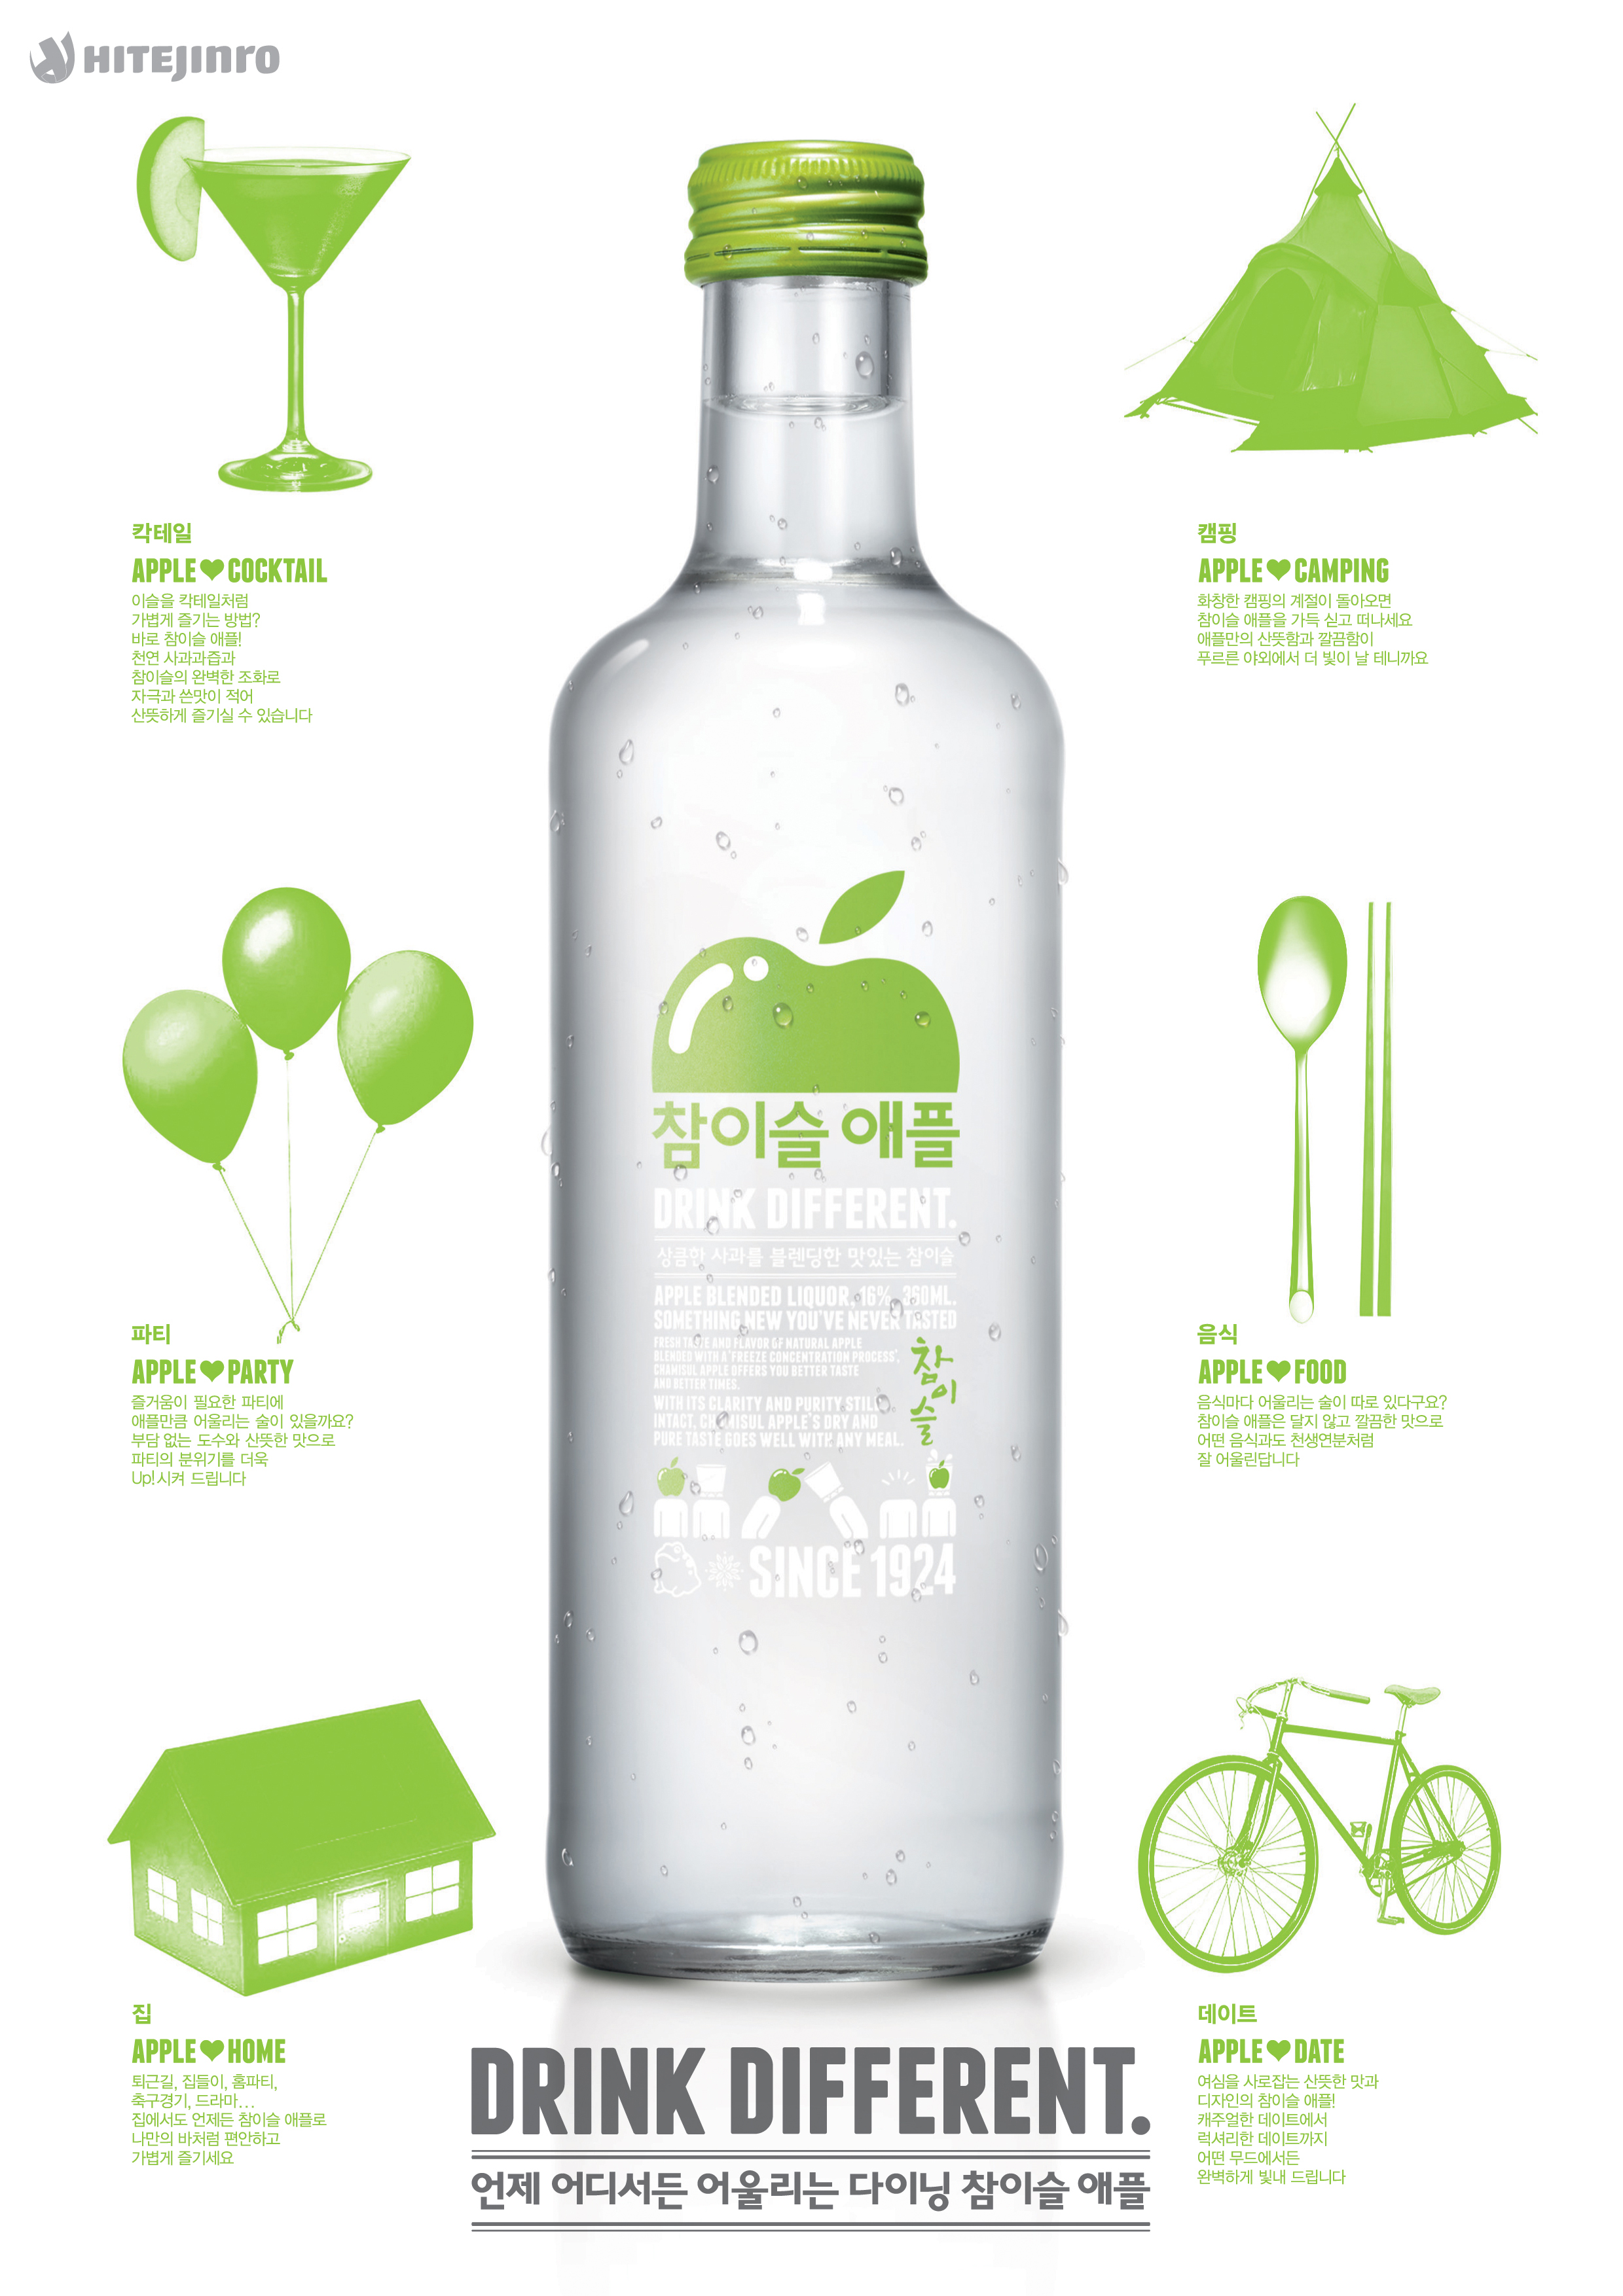 HITEJINRO
칵테일
APPLE♥COCKTAIL
이슬을 칵테일처럼
가볍게 즐기는 방법?
바로 참이슬 애플!
천연 사과과즙과
참이슬의 완벽한 조화로
자극과 쓴맛이 적어
산뜻하게 즐기실 수 있습니다
캠핑
APPLE♥CAMPING
화창한 캠핑의 계절이 돌아오면
참이슬 애플을 가득 싣고 떠나세요
애플만의 산뜻함과 깔끔함이
푸르른 야외에서 더 빛이 날 테니까요
파티
APPLE♥PARTY
즐거움이 필요한 파티에
애플만큼 어울리는 술이 있을까요?
부담 없는 도수와 산뜻한 맛으로
파티의 분위기를 더욱
Up!시켜 드립니다
참이슬 애플
DRINK DIFFERENT.
상큼한 사과를 블렌딩한 맛있는 참이슬
APPLE BLENDED LIQUOR, 16%, 360ML.
SOMETHING NEW YOU'VE NEVER TASTED
FRESH TASTE AND FLAVOR OF NATURAL APPLE
BLENDED WITH A 'FREEZE CONCENTRATION PROCESS',
CHAMISUL APPLE OFFERS YOU BETTER TASTE
AND BETTER TIMES.
WITH ITS CLARITY AND PURITY STILL
INTACT, CHAMISUL APPLE'S DRY AND
PURE TASTE GOES WELL WITH ANY MEAL.
참이슬
SINCE 1924
음식
APPLE♥FOOD
음식마다 어울리는 술이 따로 있다구요?
참이슬 애플은 달지 않고 깔끔한 맛으로
어떤 음식과도 천생연분처럼
잘 어울린답니다
집
APPLE♥HOME
퇴근길, 집들이, 홈파티,
축구경기, 드라마...
집에서도 언제든 참이슬 애플로
나만의 바처럼 편안하고
가볍게 즐기세요
데이트
APPLE♥DATE
여심을 사로잡는 산뜻한 맛과
디자인의 참이슬 애플!
캐주얼한 데이트에서
럭셔리한 데이트까지
어떤 무드에서든
완벽하게 빛내 드립니다
DRINK DIFFERENT.
언제 어디서든 어울리는 다이닝 참이슬 애플